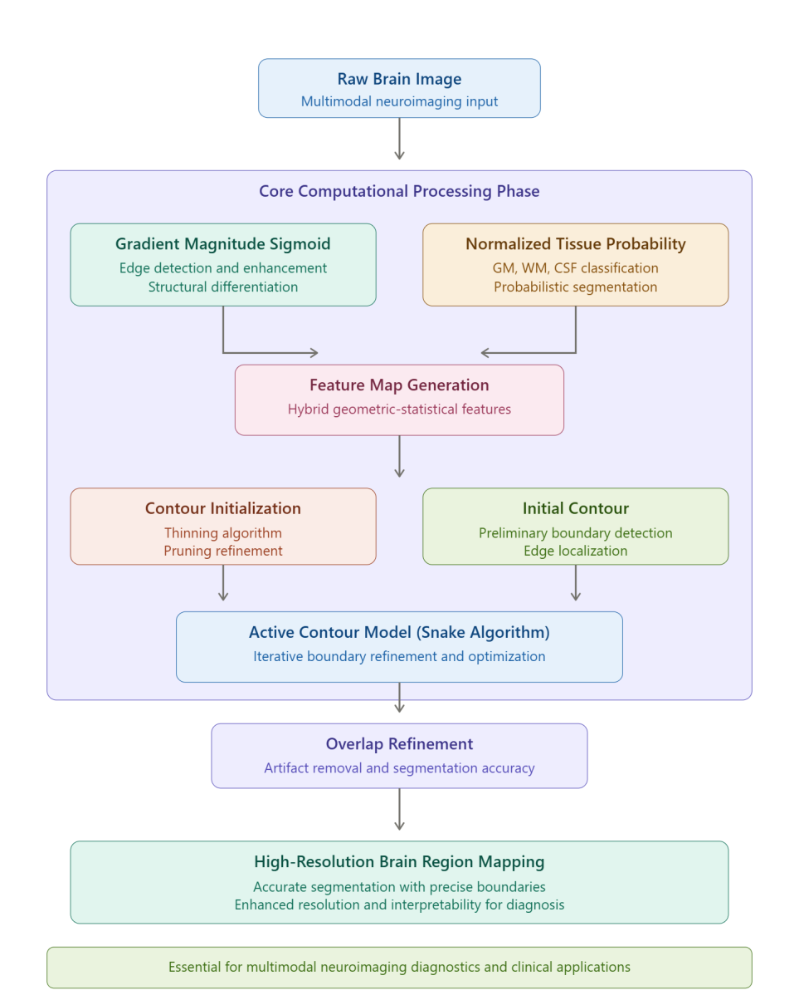 Raw Brain Image
Multimodal neuroimaging input
Core Computational Processing Phase
Gradient Magnitude Sigmoid
Edge detection and enhancement
Structural differentiation
Normalized Tissue Probability
GM, WM, CSF classification
Probabilistic segmentation
Feature Map Generation
Hybrid geometric-statistical features
Contour Initialization
Thinning algorithm
Pruning refinement
Initial Contour
Preliminary boundary detection
Edge localization
Active Contour Model (Snake Algorithm)
Iterative boundary refinement and optimization
Overlap Refinement
Artifact removal and segmentation accuracy
High-Resolution Brain Region Mapping
Accurate segmentation with precise boundaries
Enhanced resolution and interpretability for diagnosis
Essential for multimodal neuroimaging diagnostics and clinical applications